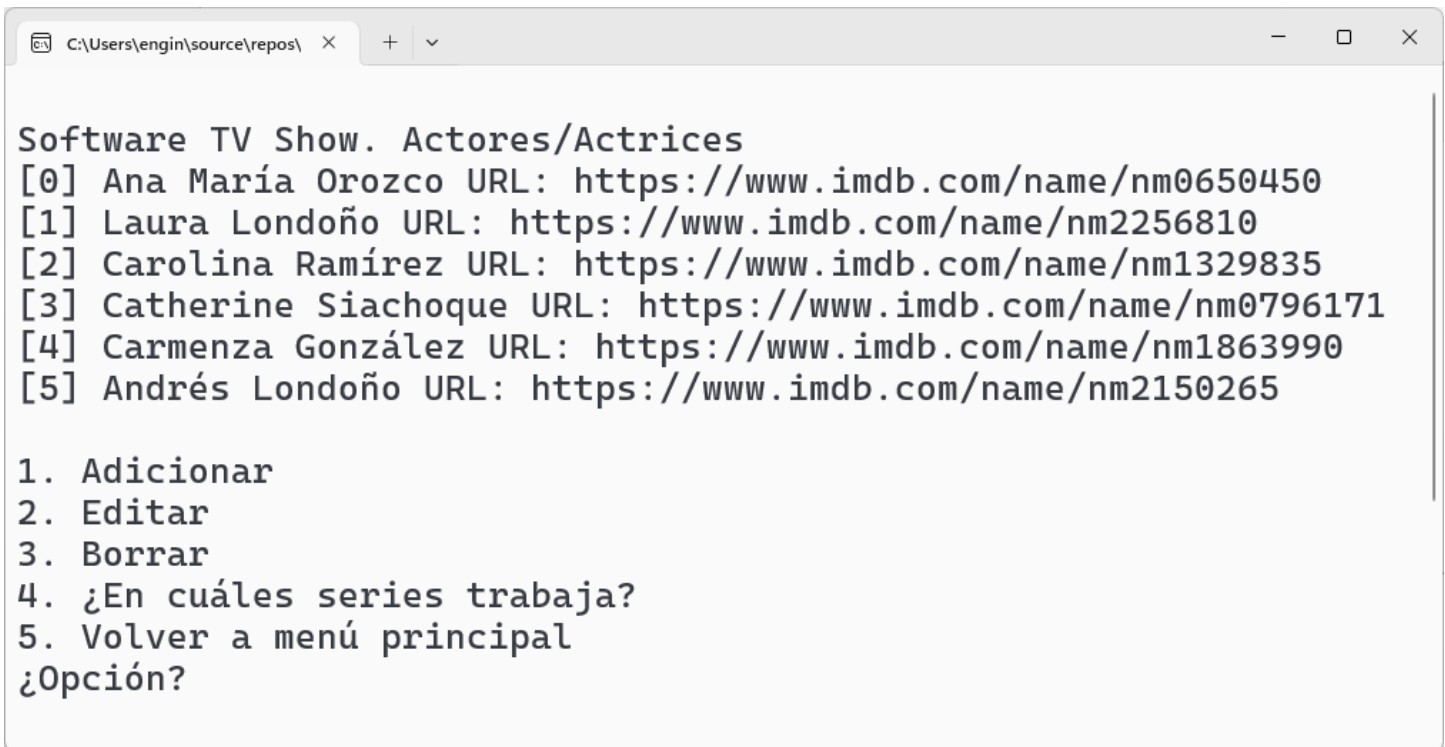 C:\Users\engin\source\repos\
Software TV Show. Actores/Actrices
[0] Ana María Orozco URL: https://www.imdb.com/name/nm0650450
[1] Laura Londoño URL: https://www.imdb.com/name/nm2256810
[2] Carolina Ramírez URL: https://www.imdb.com/name/nm1329835
[3] Catherine Siachoque URL: https://www.imdb.com/name/nm0796171
[4] Carmenza González URL: https://www.imdb.com/name/nm1863990
[5] Andrés Londoño URL: https://www.imdb.com/name/nm2150265
1. Adicionar
2. Editar
3. Borrar
4. ¿En cuáles series trabaja?
5. Volver a menú principal
¿Opción?